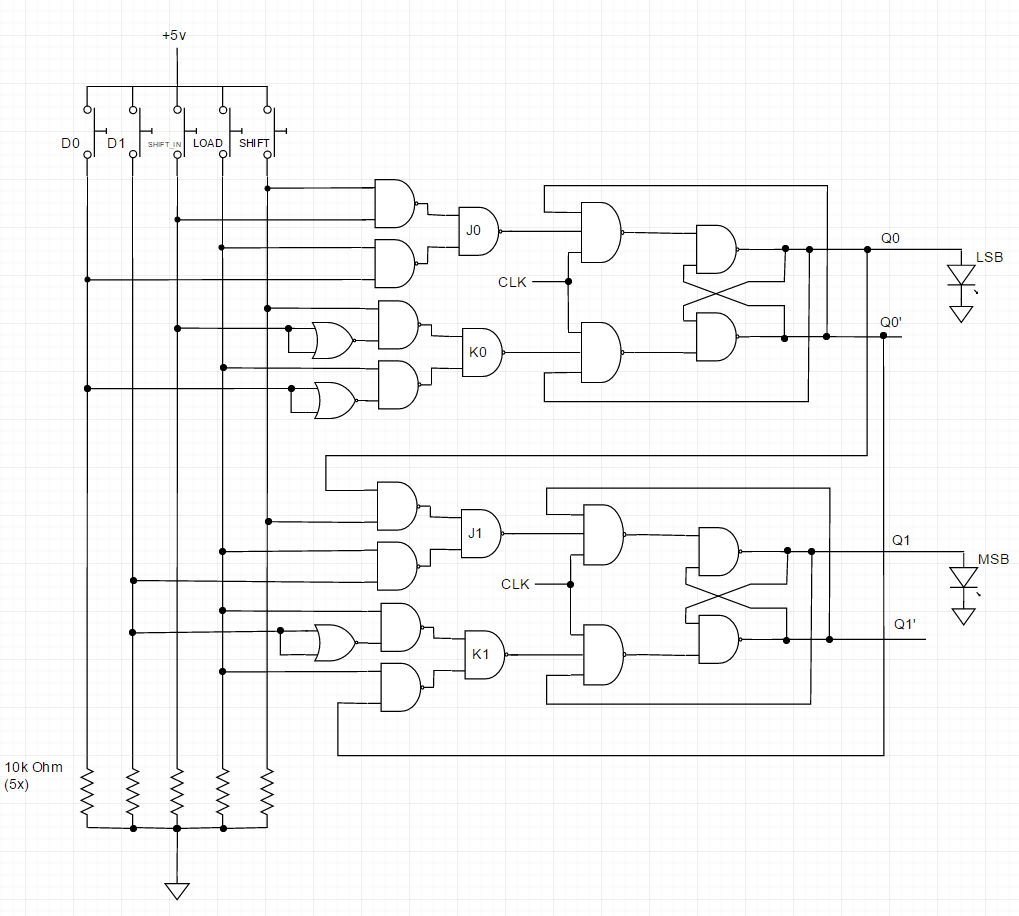 +5v
D0
D1
SHIFT_IN
LOAD
SHIFT
J0
Q0
LSB
CLK
Q0'
K0
J1
Q1
MSB
CLK
Q1'
K1
10k Ohm
(5x)